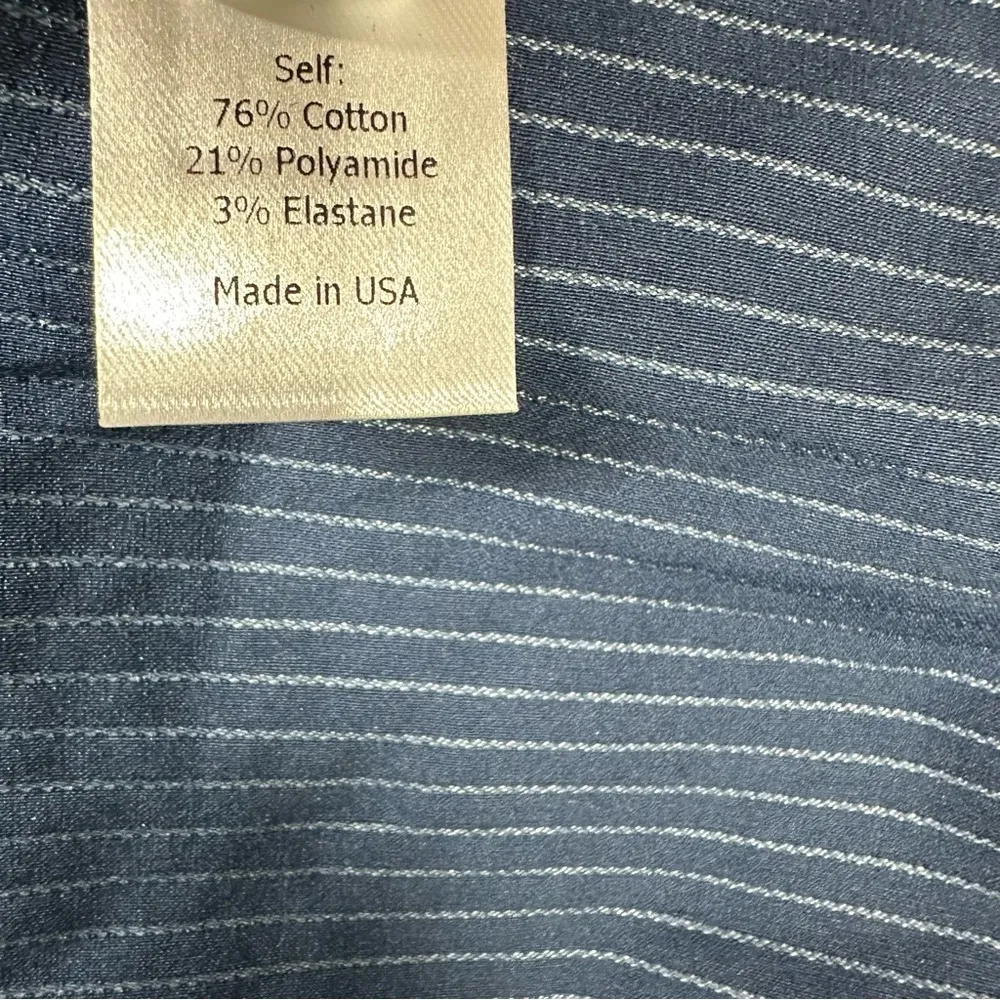 Self:
76% Cotton
21% Polyamide
3% Elastane
Made in USA